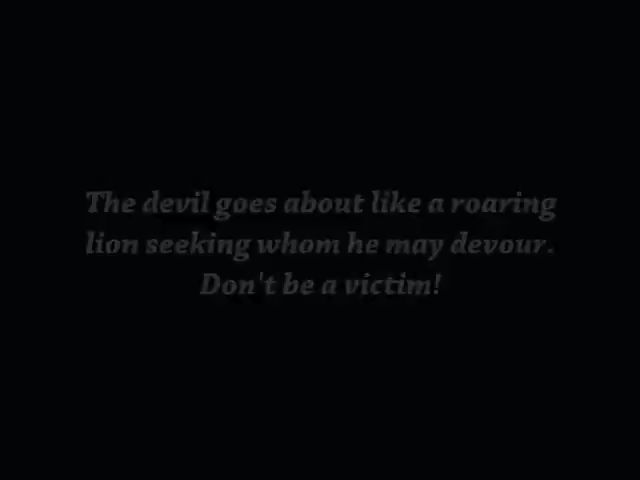 The devil goes about like a roaring
lion seeking whom he may devour.
Don't be a victim!